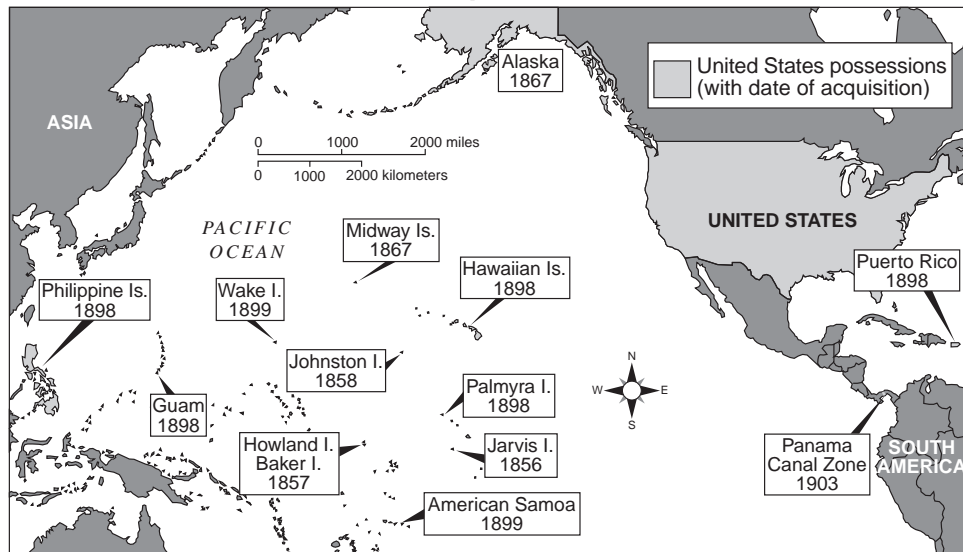 Alaska
1867
United States possessions
(with date of acquisition)
ASIA
0 1000 2000 miles
0 1000 2000 kilometers
UNITED STATES
PACIFIC
OCEAN
Midway Is.
1867
Puerto Rico
1898
Hawaiian Is.
1898
Philippine Is.
1898
Wake I.
1899
Johnston I.
1858
N
W E
S
Palmyra I.
1898
Guam
1898
Howland I.
Baker I.
1857
Jarvis I.
1856
Panama
Canal Zone
1903
SOUTH
AMERICA
American Samoa
1899